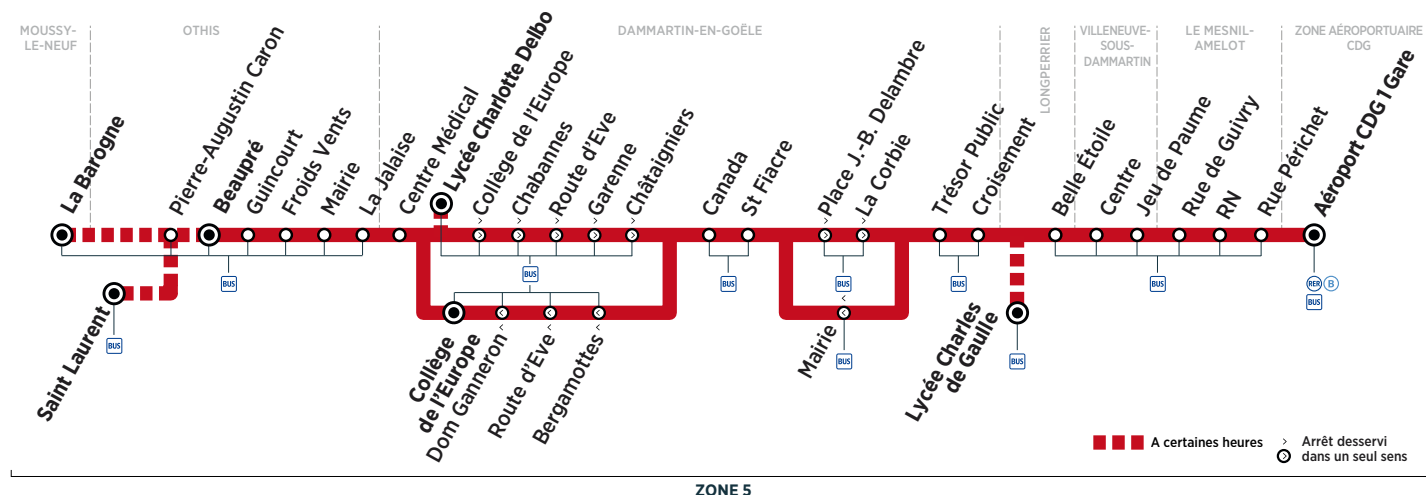 MOUSSY-
LE-NEUF
OTHIS
DAMMARTIN-EN-GOËLE
LONGPERRIER
VILLENEUVE-
SOUS-
DAMMARTIN
LE MESNIL-
AMELOT
ZONE AÉROPORTUAIRE
CDG
La Barogne
Pierre-Augustin Caron
Beaupré
Guincourt
Froids Vents
Mairie
La Jalaise
Centre Médical
Lycée Charlotte Delbo
Collège de l'Europe
Chabannes
Route d'Eve
Garenne
Châtaigniers
Canada
St Fiacre
Place J.-B. Delambre
La Corbie
Trésor Public
Croisement
Belle Étoile
Centre
Jeu de Paume
Rue de Guivry
RN
Rue Périchet
Aéroport CDG 1 Gare
BUS
BUS
BUS
BUS
BUS
BUS
RER B
BUS
Saint Laurent
BUS
Collège
de l'Europe
Dom Ganneron
Route d'Eve
Bergamottes
Mairie
BUS
Lycée Charles
de Gaulle
BUS
A certaines heures
Arrêt desservi
dans un seul sens
ZONE 5